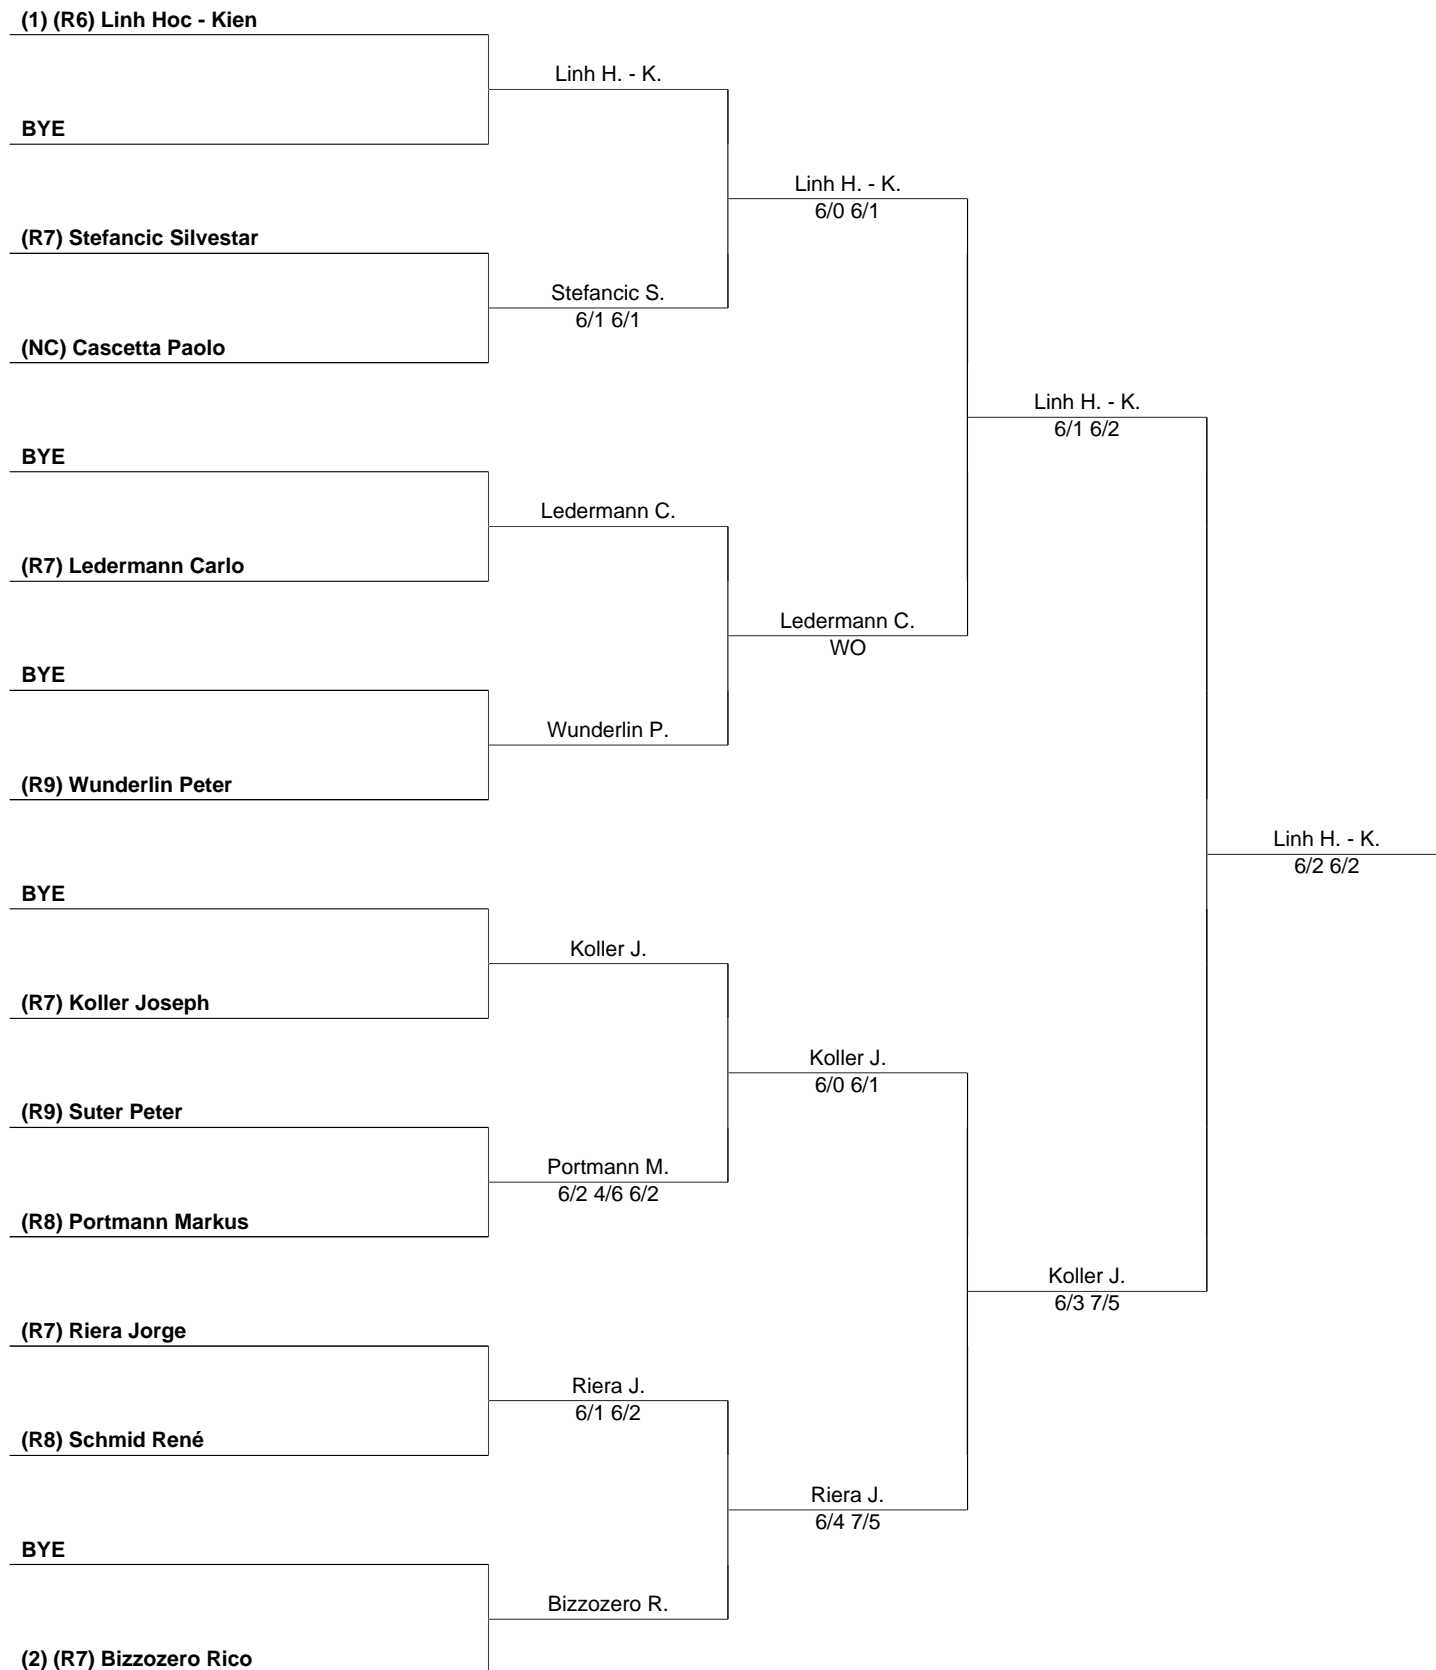 (1) (R6) Linh Hoc - Kien
Linh H. - K.
BYE
Linh H. - K.
6/0 6/1
(R7) Stefancic Silvestar
Stefancic S.
6/1 6/1
(NC) Cascetta Paolo
Linh H. - K.
6/1 6/2
BYE
Ledermann C.
(R7) Ledermann Carlo
Ledermann C.
WO
BYE
Wunderlin P.
(R9) Wunderlin Peter
Linh H. - K.
6/2 6/2
BYE
Koller J.
(R7) Koller Joseph
Koller J.
6/0 6/1
(R9) Suter Peter
Portmann M.
6/2 4/6 6/2
(R8) Portmann Markus
Koller J.
6/3 7/5
(R7) Riera Jorge
Riera J.
6/1 6/2
(R8) Schmid René
Riera J.
6/4 7/5
BYE
Bizzozero R.
(2) (R7) Bizzozero Rico